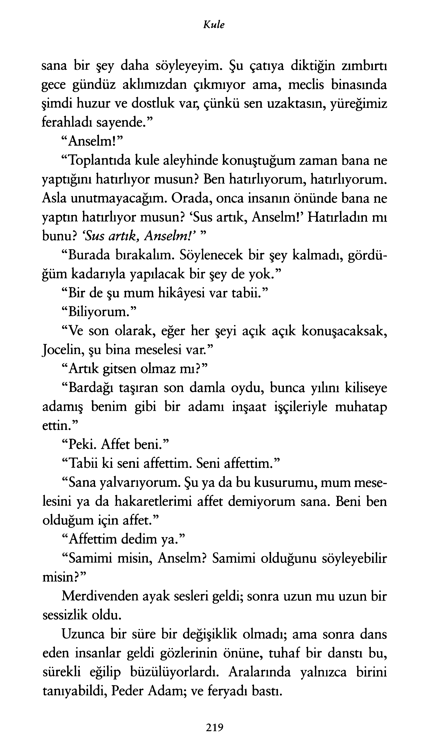 Kule
sana bir şey daha söyleyeyim. Şu çatıya diktiğin zımbırtı
gece gündüz aklımızdan çıkmıyor ama, meclis binasında
şimdi huzur ve dostluk var, çünkü sen uzaktasın, yüreğimiz
ferahladı sayende.”
“Anselm!”
“Toplantıda kule aleyhinde konuştuğum zaman bana ne
yaptığını hatırlıyor musun? Ben hatırlıyorum, hatırlıyorum.
Asla unutmayacağım. Orada, onca insanın önünde bana ne
yaptın hatırlıyor musun? ‘Sus artık, Anselm!’ Hatırladın mı
bunu? ‘Sus artık, Anselm!’ ”
“Burada bırakalım. Söylenecek bir şey kalmadı, gördü-
ğüm kadarıyla yapılacak bir şey de yok.”
“Bir de şu mum hikâyesi var tabii.”
“Biliyorum.”
“Ve son olarak, eğer her şeyi açık açık konuşacaksak,
Jocelin, şu bina meselesi var.”
“Artık gitsen olmaz mı?”
“Bardağı taşıran son damla oydu, bunca yılını kiliseye
adamış benim gibi bir adamı inşaat işçileriyle muhatap
ettin.”
“Peki. Affet beni.”
“Tabii ki seni affettim. Seni affettim.”
“Sana yalvarıyorum. Şu ya da bu kusurumu, mum mese-
lesini ya da hakaretlerimi affet demiyorum sana. Beni ben
olduğum için affet.”
“Affettim dedim ya.”
“Samimi misin, Anselm? Samimi olduğunu söyleyebilir
misin?”
Merdivenden ayak sesleri geldi; sonra uzun mu uzun bir
sessizlik oldu.
Uzunca bir süre bir değişiklik olmadı; ama sonra dans
eden insanlar geldi gözlerinin önüne, tuhaf bir danstı bu,
sürekli eğilip büzülüyorlardı. Aralarında yalnızca birini
tanıyabildi, Peder Adam; ve feryadı bastı.
219